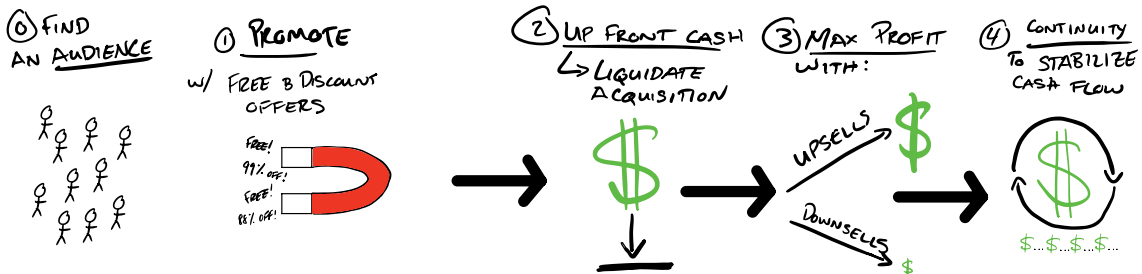 0 FIND
AN AUDIENCE
1 PROMOTE
W/ FREE & DISCOUNT
OFFERS
FREE!
99% OFF!
FREE!
88% OFF!
2 UP FRONT CASH
LIQUIDATE
ACQUISITION
$
3 MAX PROFIT
WITH:
UPSELLS
$
DOWNSELLS
$
4 CONTINUITY
TO STABILIZE
CASH FLOW
$
$...$...$...$...